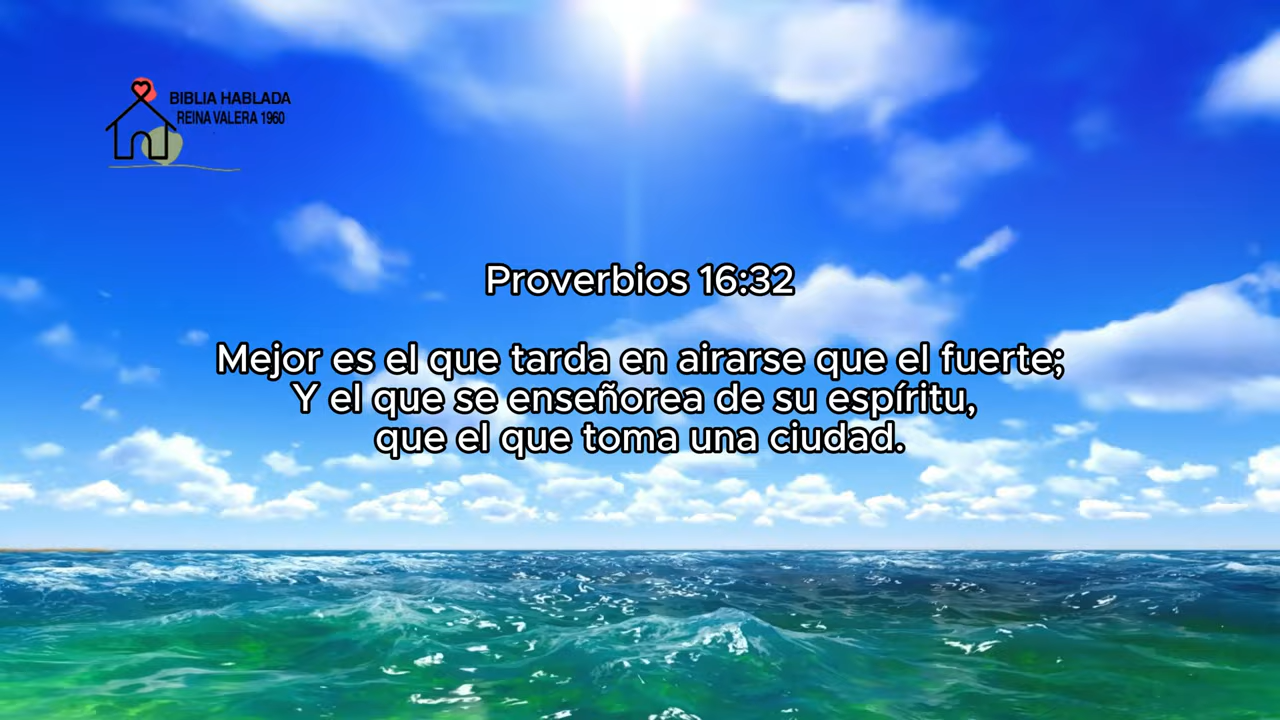 BIBLIA HABLADA
REINA VALERA 1960
Proverbios 16:32
Mejor es el que tarda en airarse que el fuerte;
Y el que se enseñorea de su espíritu,
que el que toma una ciudad.